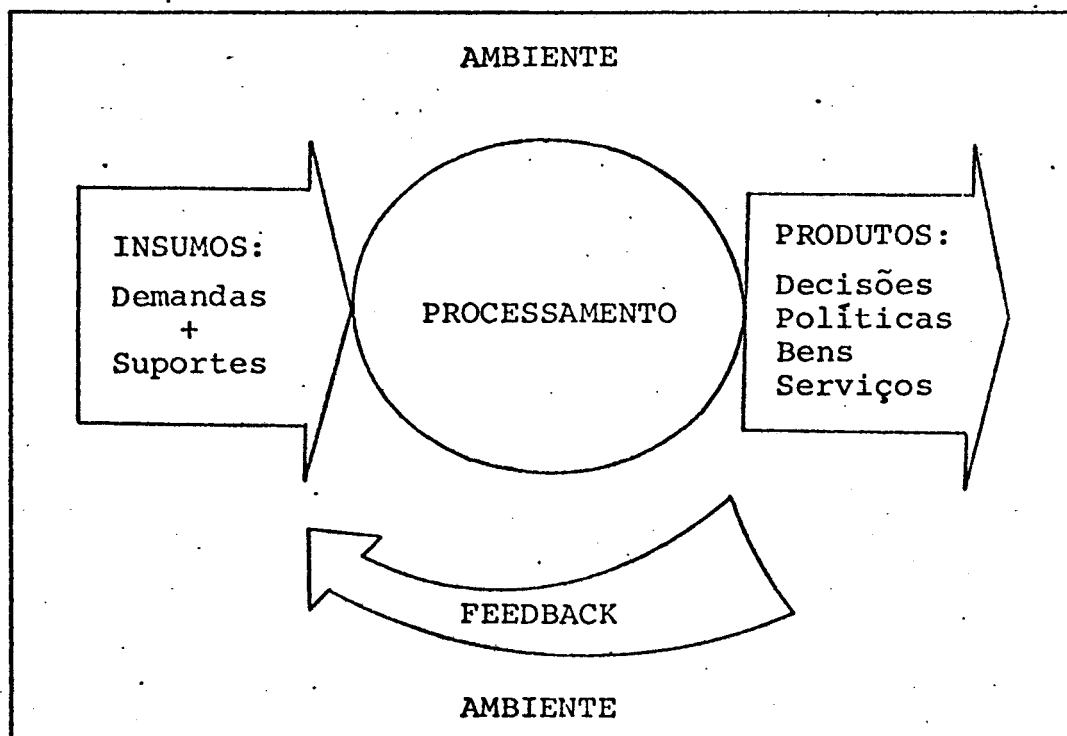 AMBIENTE
INSUMOS:
Demandas
+
Suportes
PROCESSAMENTO
PRODUTOS:
Decisões
Políticas
Bens
Serviços
FEEDBACK
AMBIENTE